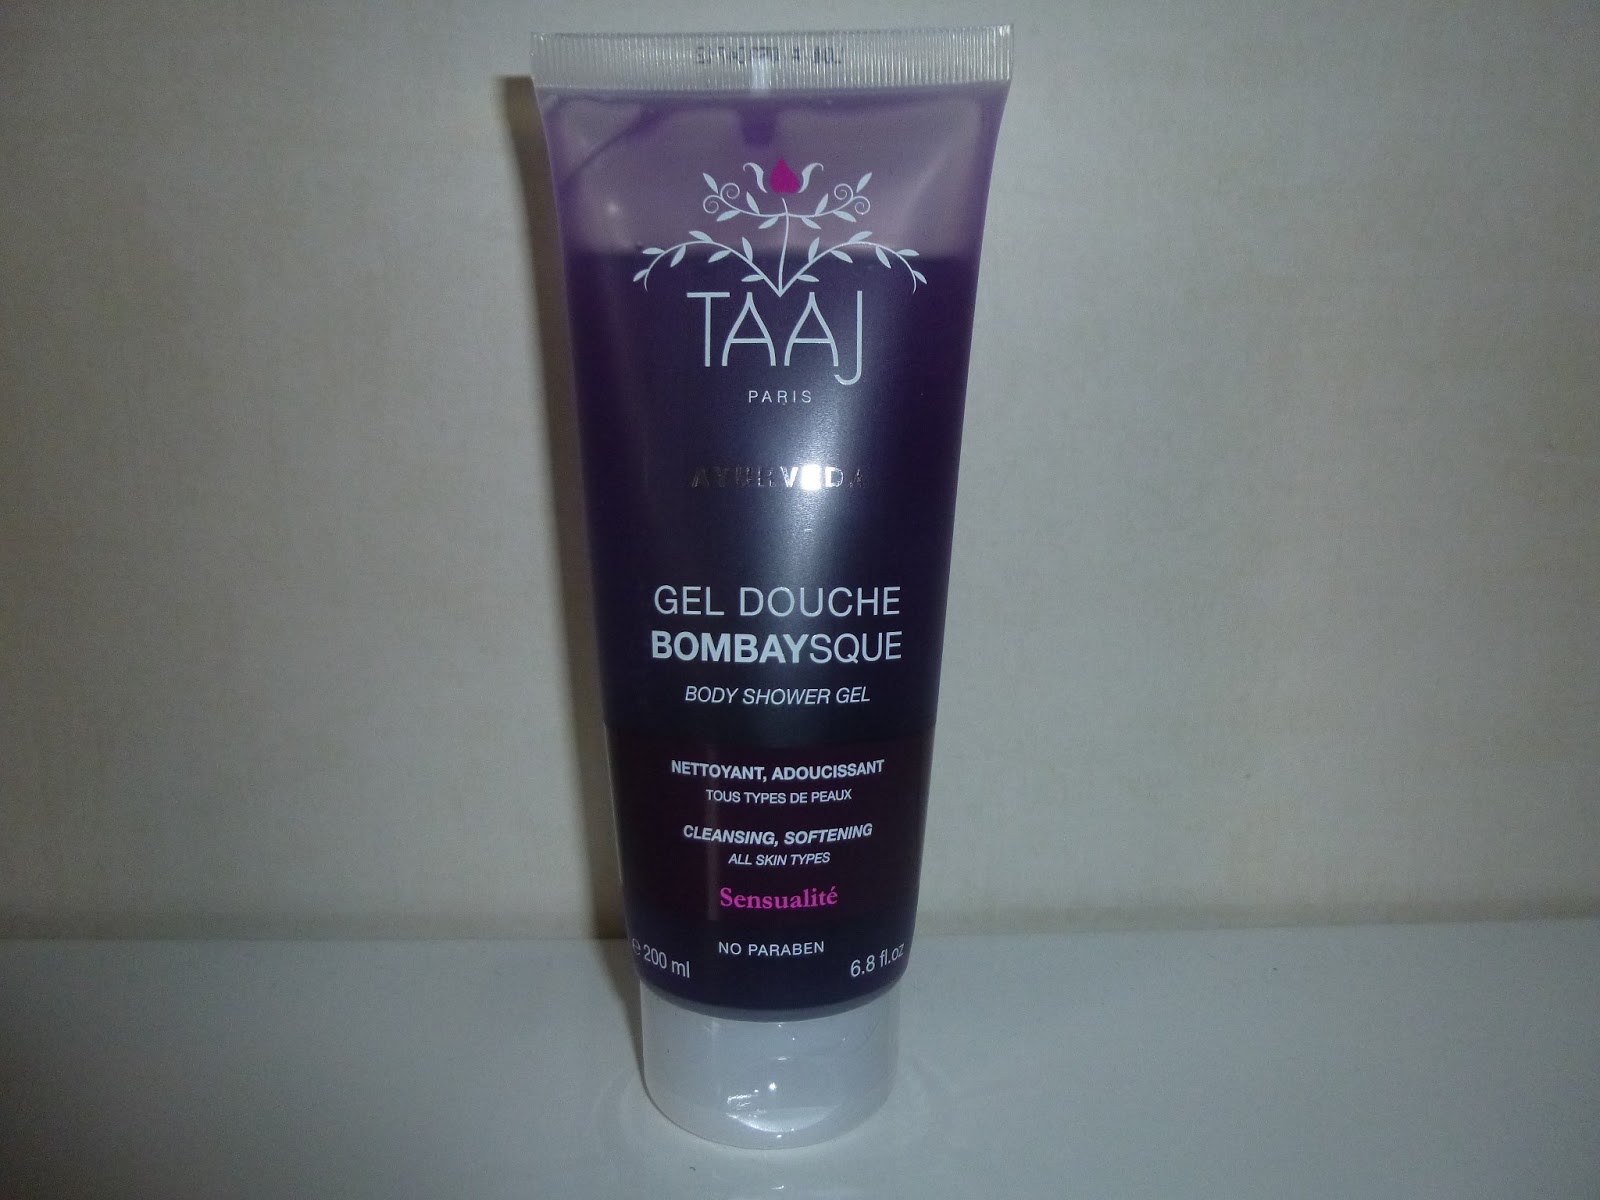 TAAJ
PARIS
AYURVEDA
GEL DOUCHE
BOMBAYSQUE
BODY SHOWER GEL
NETTOYANT, ADOUCISSANT
TOUS TYPES DE PEAUX
CLEANSING, SOFTENING
ALL SKIN TYPES
Sensualité
NO PARABEN
e 200 ml 6.8 fl.oz